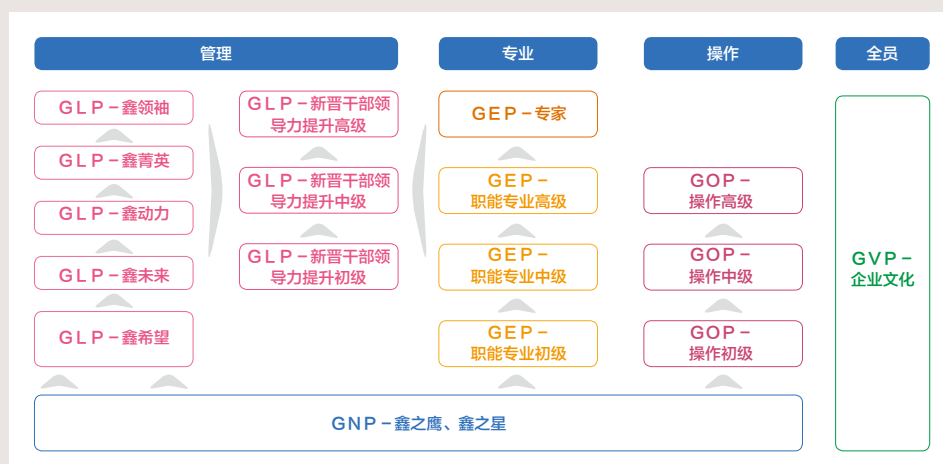 管理
专业
操作
全员
GLP-鑫领袖
GLP-鑫菁英
GLP-鑫动力
GLP-鑫未来
GLP-鑫希望
GLP-新晋干部领
导力提升高级
GLP-新晋干部领
导力提升中级
GLP-新晋干部领
导力提升初级
GEP-专家
GEP-
职能专业高级
GEP-
职能专业中级
GEP-
职能专业初级
GOP-
操作高级
GOP-
操作中级
GOP-
操作初级
GVP-
企业文化
GNP-鑫之鹰、鑫之星